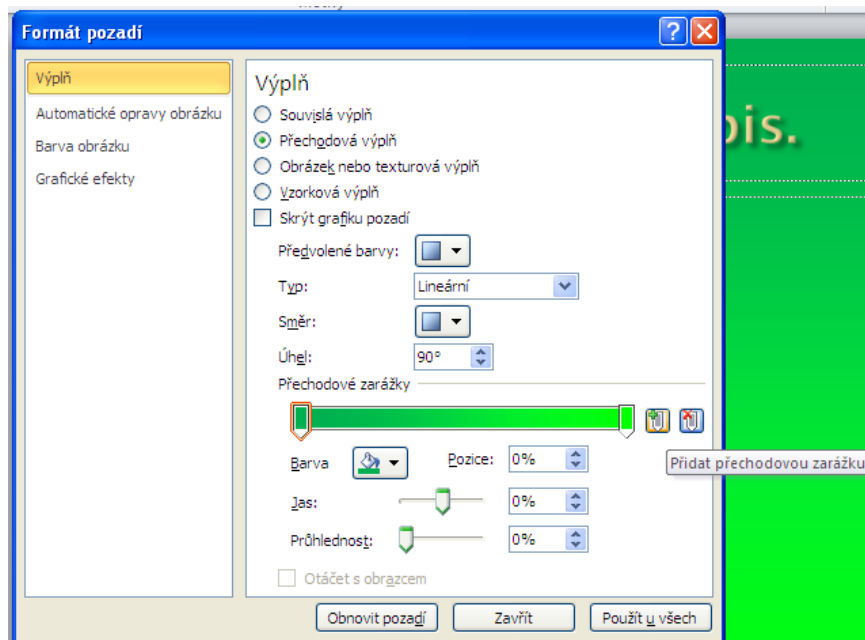 Formát pozadí
pis.
Výplň
Automatické opravy obrázku
Barva obrázku
Grafické efekty
Výplň
Souvislá výplň
Přechodová výplň
Obrázek nebo texturová výplň
Vzorková výplň
Skrýt grafiku pozadí
Předvolené barvy:
Typ:
Lineární
Směr:
Úhel:
90°
Přechodové zarážky
Barva
Pozice:
0%
Přidat přechodovou zarážku
Jas:
0%
Průhlednost:
0%
Otáčet s obrazcem
Obnovit pozadí
Zavřít
Použít u všech